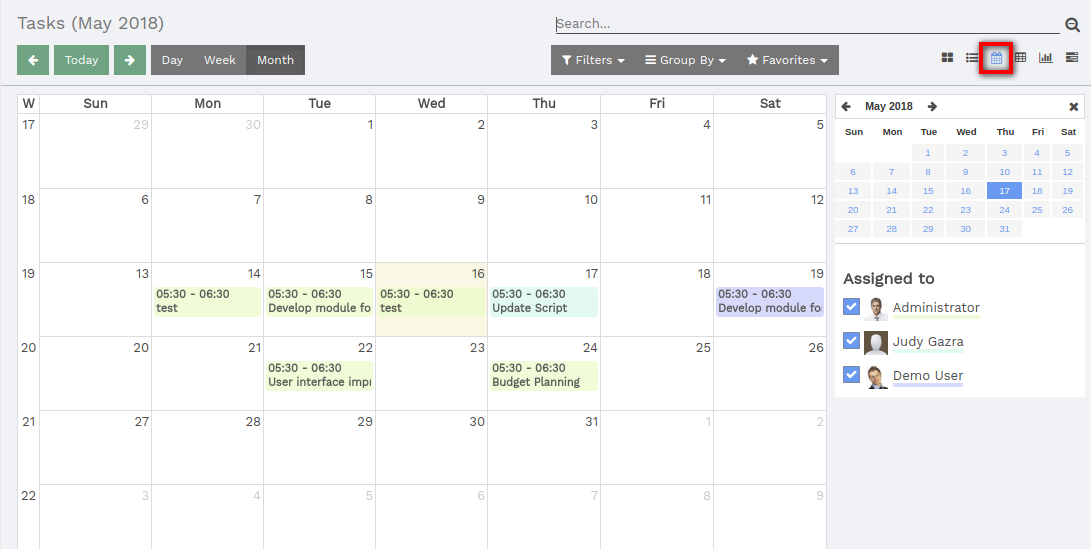 Tasks (May 2018)
Search...
Today
Day Week Month
Filters Group By Favorites
W Sun Mon Tue Wed Thu Fri Sat
17 29 30 1 2 3 4 5
18 6 7 8 9 10 11 12
19 13 14 15 16 17 18 19
05:30 - 06:30 05:30 - 06:30 05:30 - 06:30 05:30 - 06:30 05:30 - 06:30
test Develop module fo test Update Script Develop module fo
20 20 21 22 23 24 25 26
05:30 - 06:30 05:30 - 06:30
User interface impr Budget Planning
21 27 28 29 30 31 1 2
22 3 4 5 6 7 8 9
May 2018
Sun Mon Tue Wed Thu Fri Sat
1 2 3 4 5
6 7 8 9 10 11 12
13 14 15 16 17 18 19
20 21 22 23 24 25 26
27 28 29 30 31
Assigned to
Administrator
Judy Gazra
Demo User